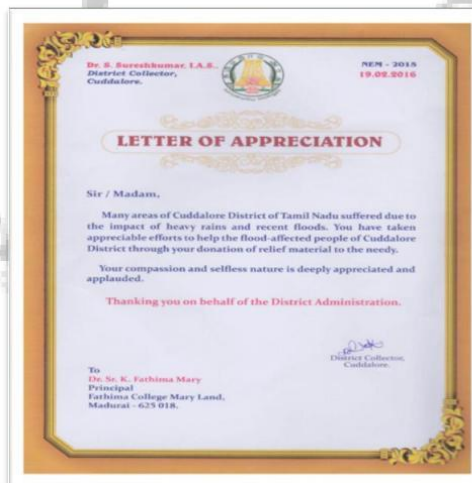 Dr. S. Sureshkumar, I.A.S.,
District Collector,
Cuddalore.
NEM - 2015
19.02.2016
LETTER OF APPRECIATION
Sir / Madam,
Many areas of Cuddalore District of Tamil Nadu suffered due to
the impact of heavy rains and recent floods. You have taken
appreciable efforts to help the flood-affected people of Cuddalore
District through your donation of relief material to the needy.
Your compassion and selfless nature is deeply appreciated and
applauded.
Thanking you on behalf of the District Administration.
District Collector,
Cuddalore.
To
Dr. Sr. K. Fathima Mary
Principal
Fathima College Mary Land,
Madurai - 625 018.